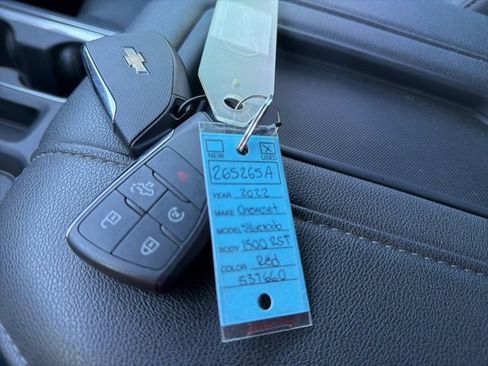 NEW USED
265265A
YEAR 2022
MAKE Chevrolet
MODEL Silverado
BODY 1500 RST
COLOR Red
537660